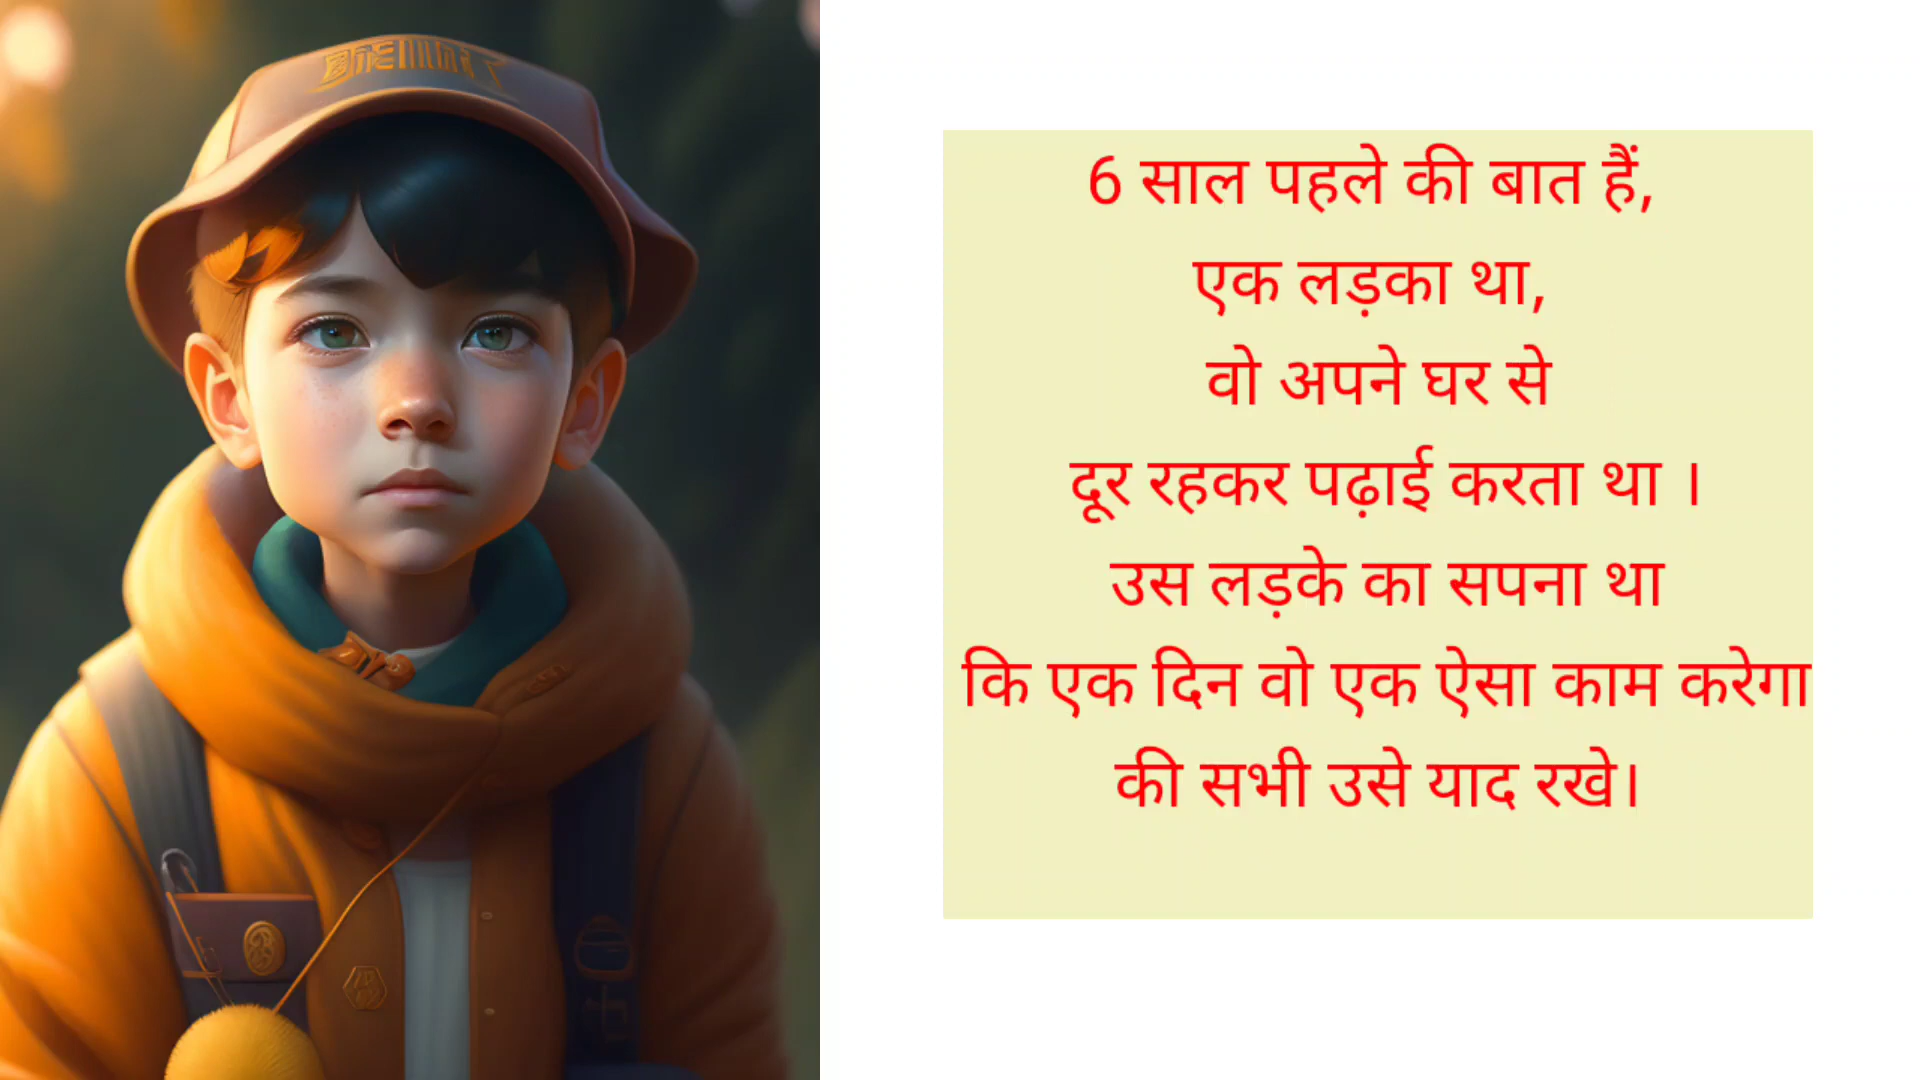 6 साल पहले की बात हैं,
एक लड़का था,
वो अपने घर से
दूर रहकर पढ़ाई करता था ।
उस लड़के का सपना था
कि एक दिन वो एक ऐसा काम करेगा
की सभी उसे याद रखे।